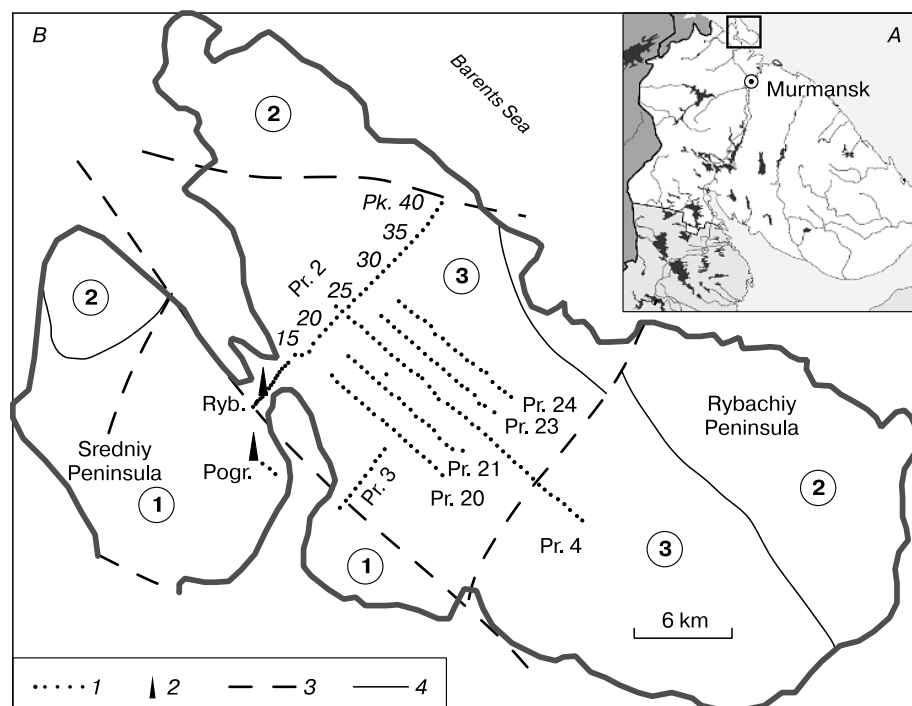 B
A
Barents Sea
Murmansk
2
Pk. 40
35
30
25
20
15
Pr. 2
3
2
Ryb.
Sredniy
Peninsula
Pogr.
1
Pr. 24
Pr. 23
Pr. 21
Pr. 20
Pr. 3
Pr. 4
Rybachiy
Peninsula
2
1
3
6 km
1
2
3
4